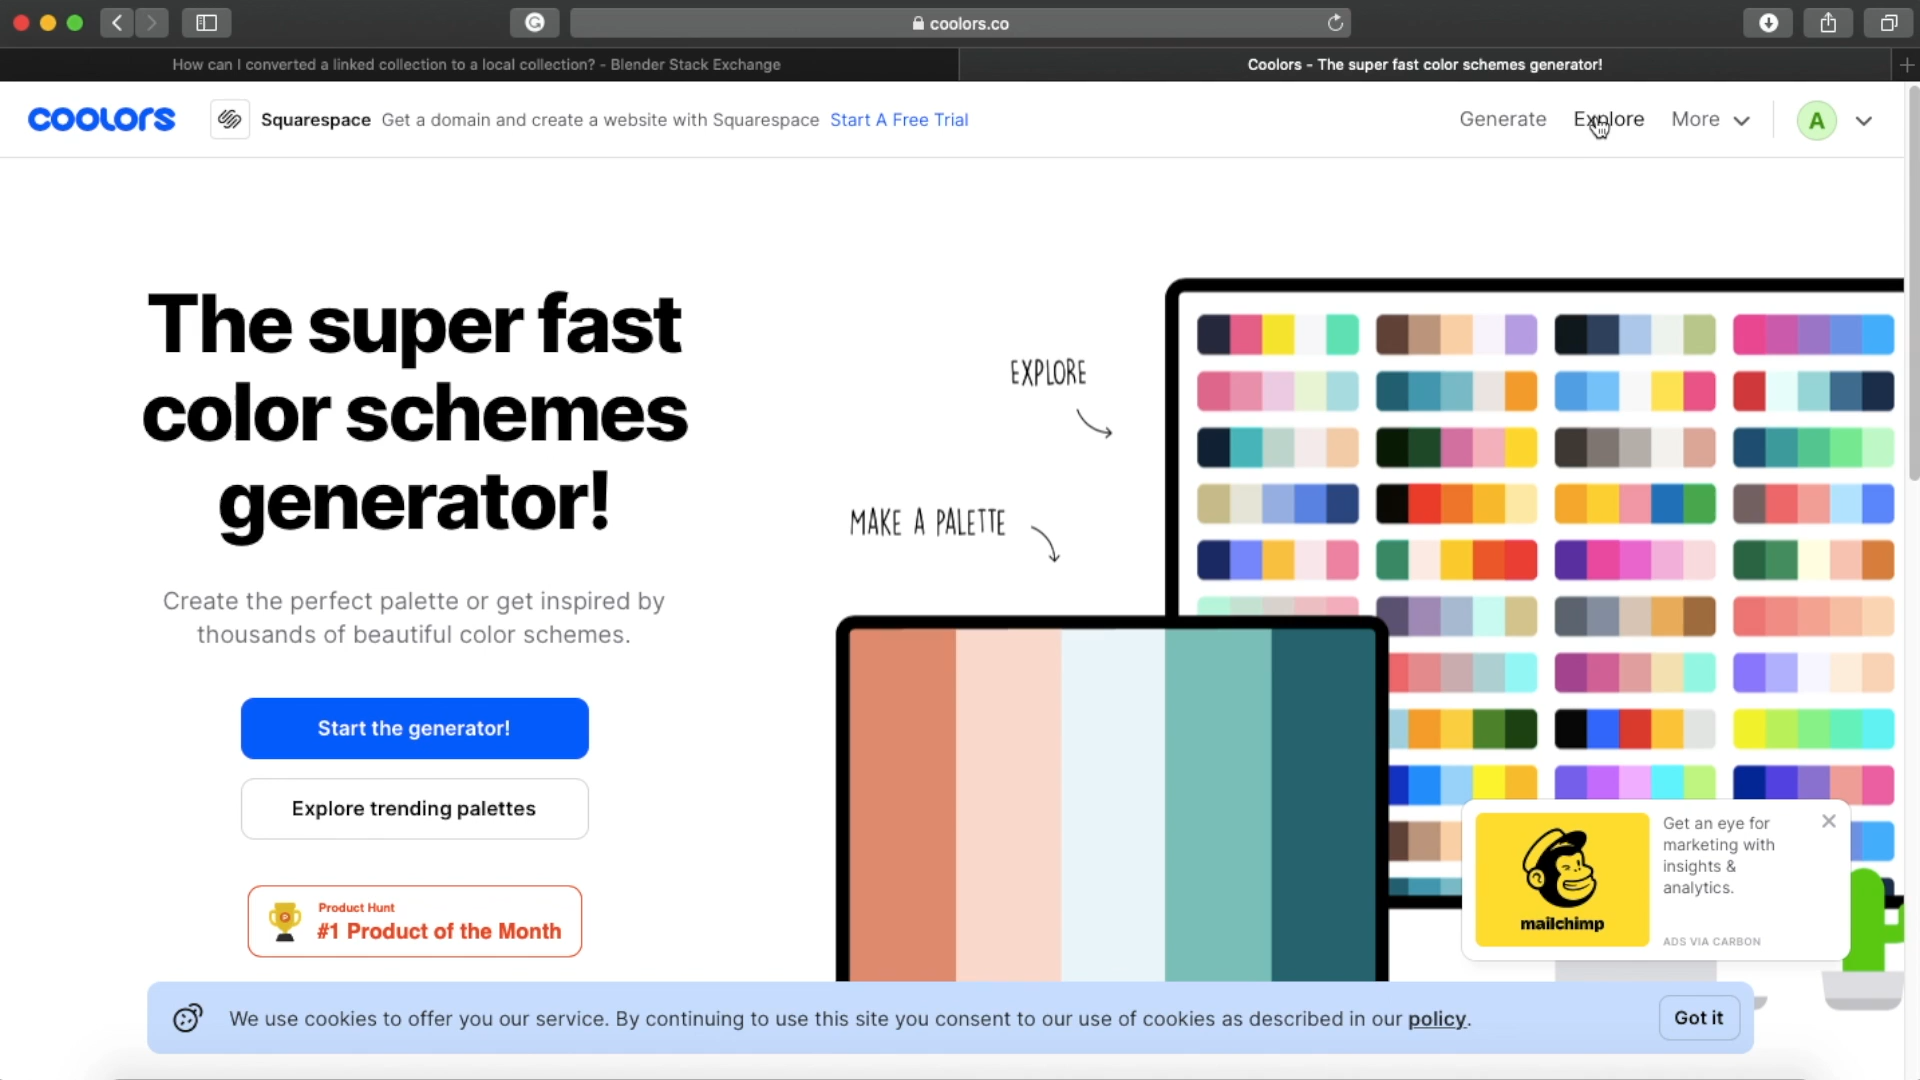 coolors.co
How can I converted a linked collection to a local collection? - Blender Stack Exchange
Coolors - The super fast color schemes generator!
coolors
Squarespace Get a domain and create a website with Squarespace Start A Free Trial
Generate Explore More A
The super fast
color schemes
generator!
EXPLORE
MAKE A PALETTE
Create the perfect palette or get inspired by
thousands of beautiful color schemes.
Start the generator!
Explore trending palettes
Product Hunt
#1 Product of the Month
mailchimp
Get an eye for
marketing with
insights &
analytics.
ADS VIA CARBON
We use cookies to offer you our service. By continuing to use this site you consent to our use of cookies as described in our policy.
Got it